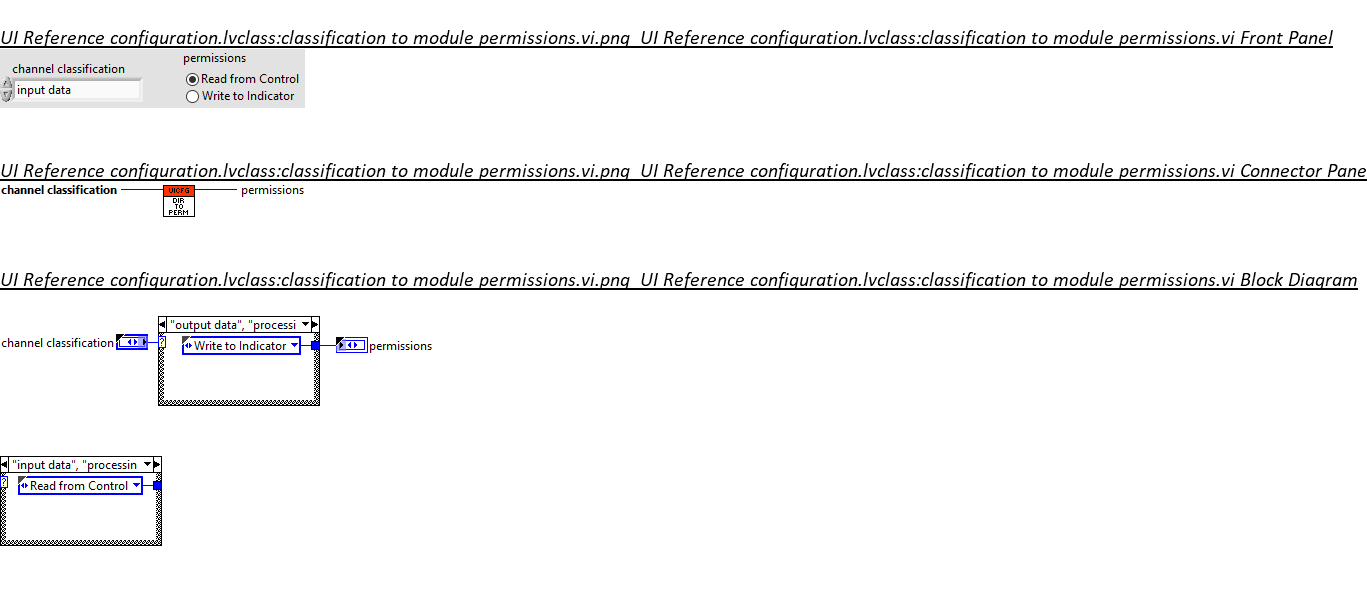 UI Reference configuration.lvclass:classification to module permissions.vi.png UI Reference configuration.lvclass:classification to module permissions.vi Front Panel
permissions
channel classification
Read from Control
input data
Write to Indicator
UI Reference configuration.lvclass:classification to module permissions.vi.png UI Reference configuration.lvclass:classification to module permissions.vi Connector Pane
channel classification
UICFG
DIR
TO
PERM
permissions
UI Reference configuration.lvclass:classification to module permissions.vi.png UI Reference configuration.lvclass:classification to module permissions.vi Block Diagram
"output data", "processi
channel classification
?
Write to Indicator
permissions
"input data", "processin
?
Read from Control